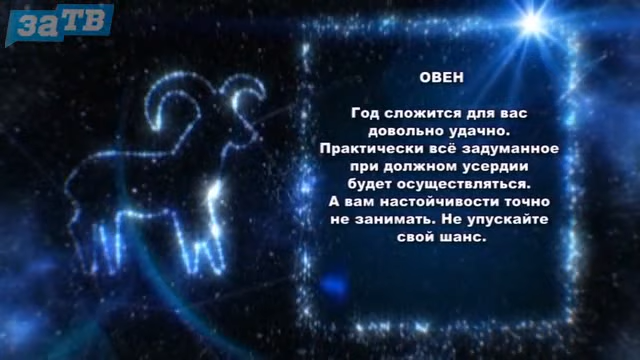 заТВ
ОВЕН
Год сложится для вас
довольно удачно.
Практически всё задуманное
при должном усердии
будет осуществляться.
А вам настойчивости точно
не занимать. Не упускайте
свой шанс.